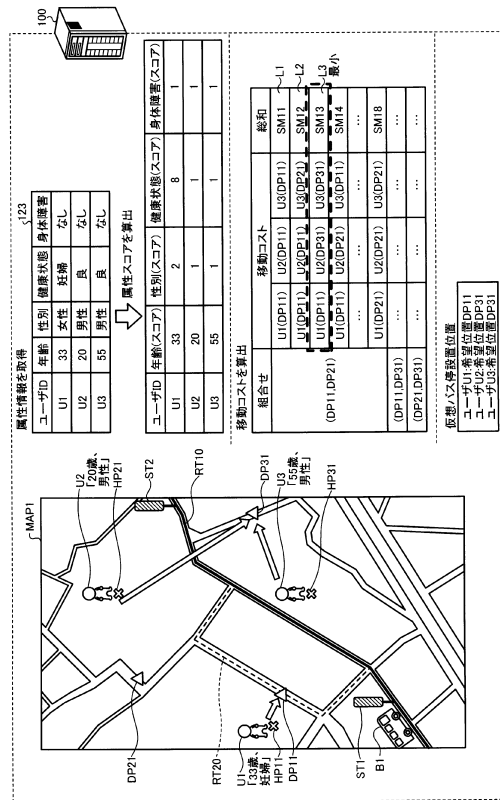 100
属性情報を取得
123
ユーザID 年齢 性別 健康状態 身体障害
U1 33 女性 妊婦 なし
U2 20 男性 良 なし
U3 55 男性 良 なし
属性スコアを算出
ユーザID 年齢(スコア) 性別(スコア) 健康状態(スコア) 身体障害(スコア)
U1 33 2 8 1
U2 20 1 1 1
U3 55 1 1 1
移動コストを算出
組合せ 移動コスト 総和
(DP11,DP21)
U1(DP11) U2(DP11) U3(DP11) SM11 L1
U1(DP11) U2(DP11) U3(DP21) SM12 L2
U1(DP11) U2(DP31) U3(DP31) SM13 L3
最小
U1(DP11) U2(DP21) U3(DP21) SM14
… … … …
U1(DP21) U2(DP21) U3(DP21) SM18
(DP11,DP31) … … … …
(DP21,DP31) … … … …
仮想バス停設置位置
ユーザU1:希望位置DP11
ユーザU2:希望位置DP31
ユーザU3:希望位置DP31
MAP1
U2
「20歳、
男性」
HP21
ST2
RT10
DP31
U3
「55歳、
男性」
HP31
DP21
RT20
U1
「33歳、
妊婦」
HP11
DP11
ST1
B1